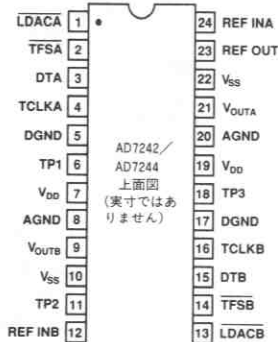 LDACA 1
TFSA 2
DTA 3
TCLKA 4
DGND 5
TP1 6
VDD 7
AGND 8
VOUTB 9
VSS 10
TP2 11
REF INB 12
AD7242/
AD7244
上面図
(実寸ではあ
りません)
24 REF INA
23 REF OUT
22 VSS
21 VOUTA
20 AGND
19 VDD
18 TP3
17 DGND
16 TCLKB
15 DTB
14 TFSB
13 LDACB